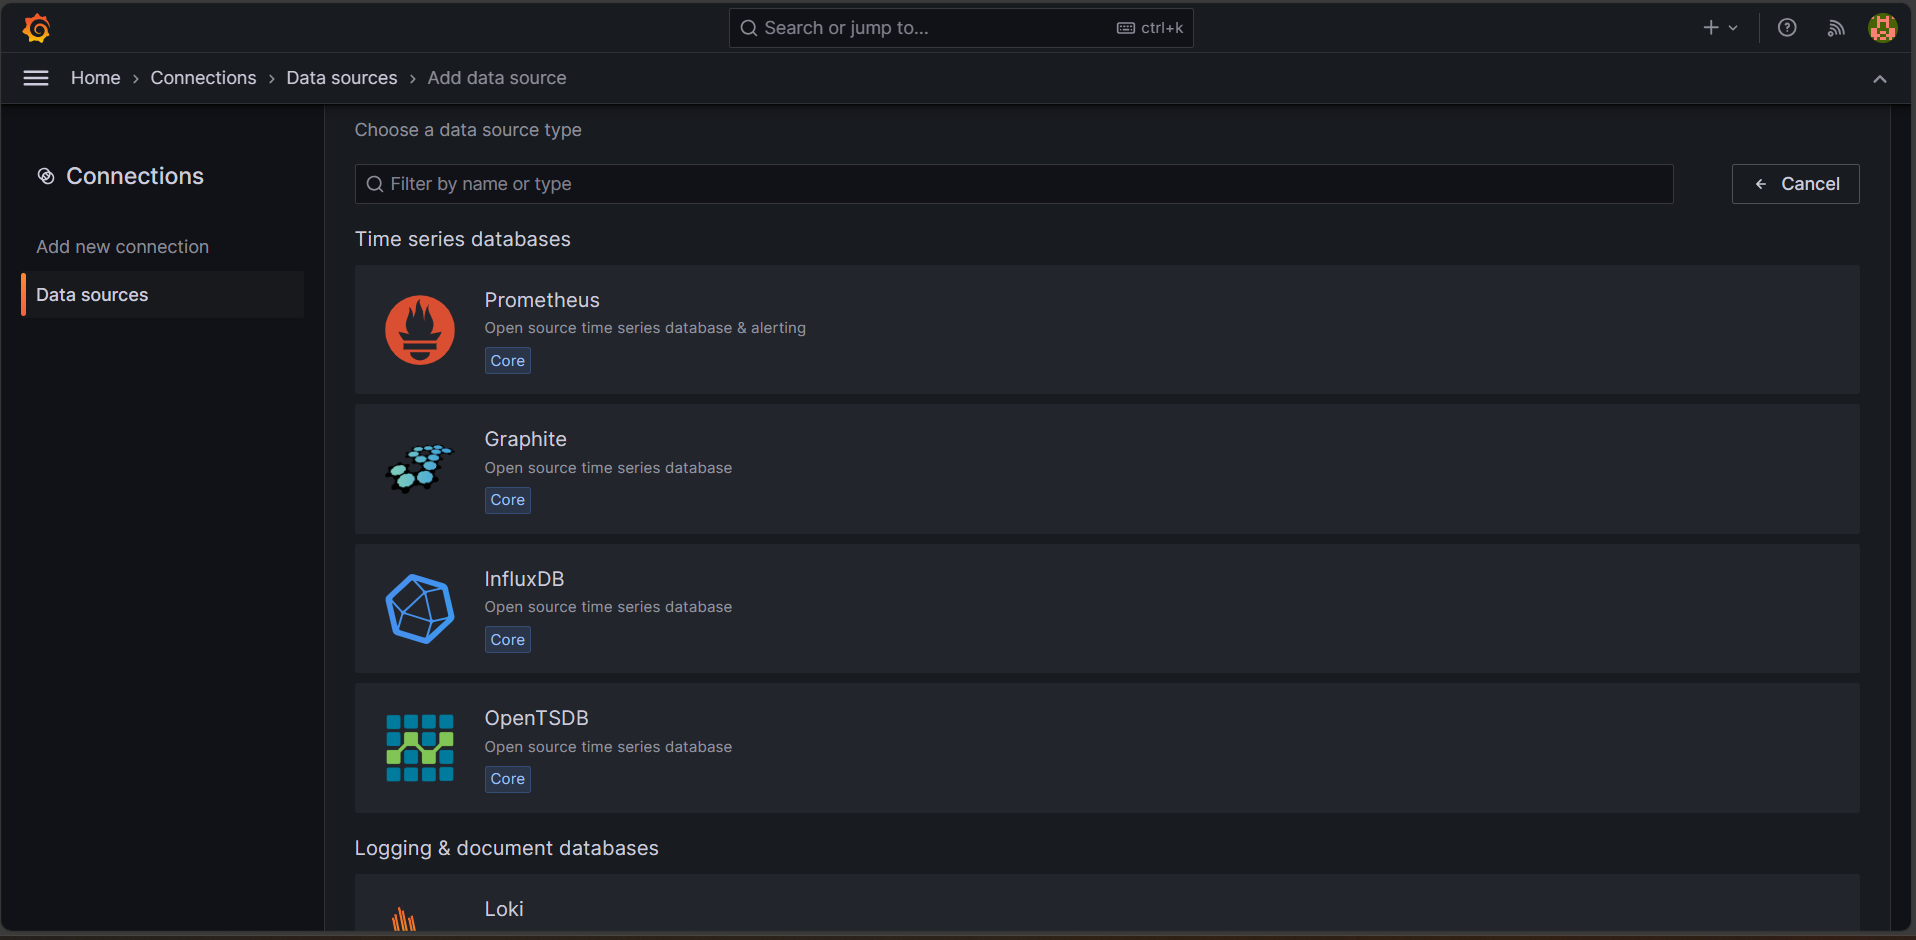 Search or jump to... ctrl+k
Home › Connections › Data sources › Add data source
Connections
Add new connection
Data sources
Choose a data source type
Filter by name or type
Cancel
Time series databases
Prometheus
Open source time series database & alerting
Core
Graphite
Open source time series database
Core
InfluxDB
Open source time series database
Core
OpenTSDB
Open source time series database
Core
Logging & document databases
Loki